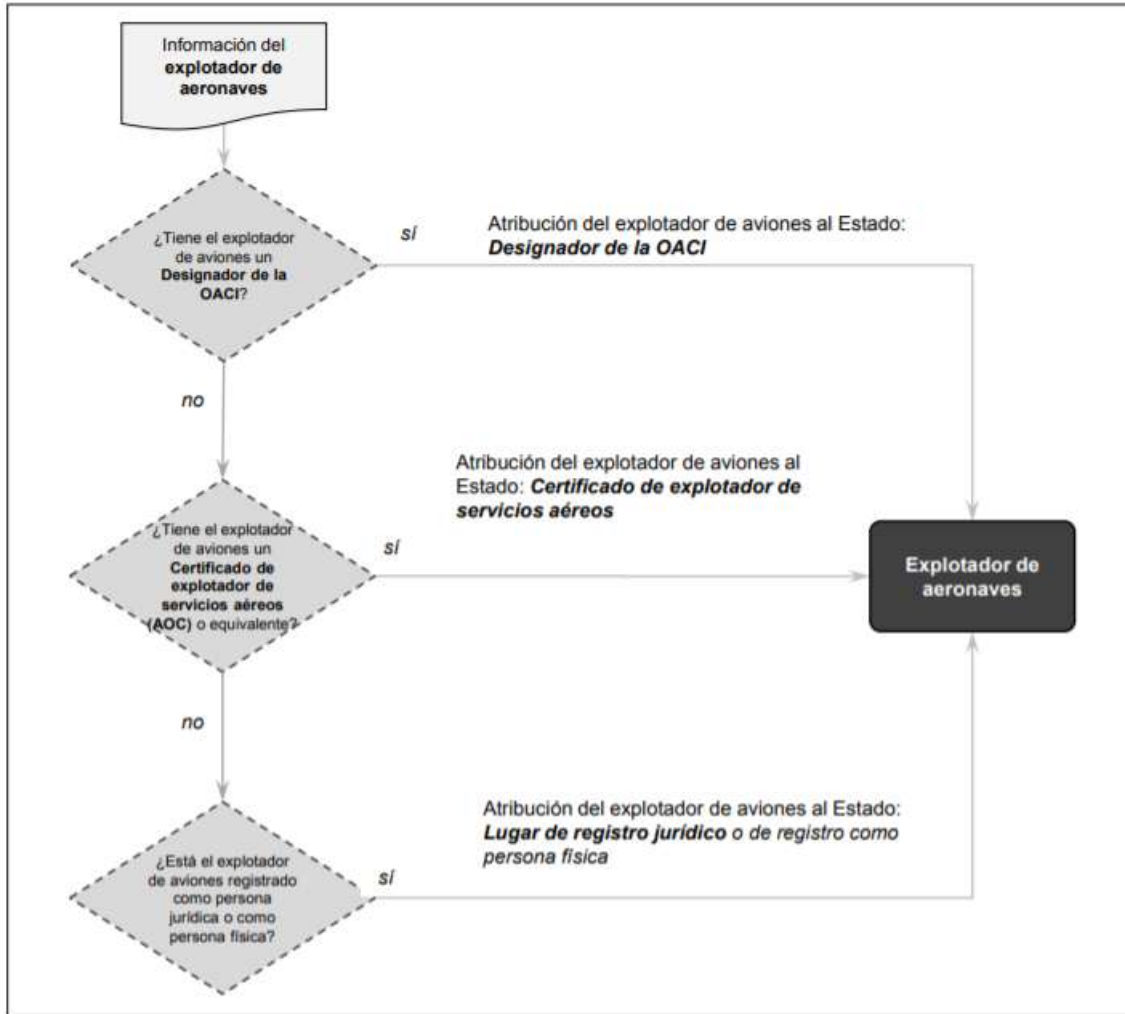 Información del
explotador de
aeronaves
¿Tiene el explotador
de aviones un
Designador de la
OACI?
sí
Atribución del explotador de aviones al Estado:
Designador de la OACI
no
¿Tiene el explotador
de aviones un
Certificado de
explotador de
servicios aéreos
(AOC) o equivalente?
sí
Atribución del explotador de aviones al
Estado: Certificado de explotador de
servicios aéreos
Explotador de
aeronaves
no
¿Está el explotador
de aviones registrado
como persona
jurídica o como
persona física?
sí
Atribución del explotador de aviones al Estado:
Lugar de registro jurídico o de registro como
persona física